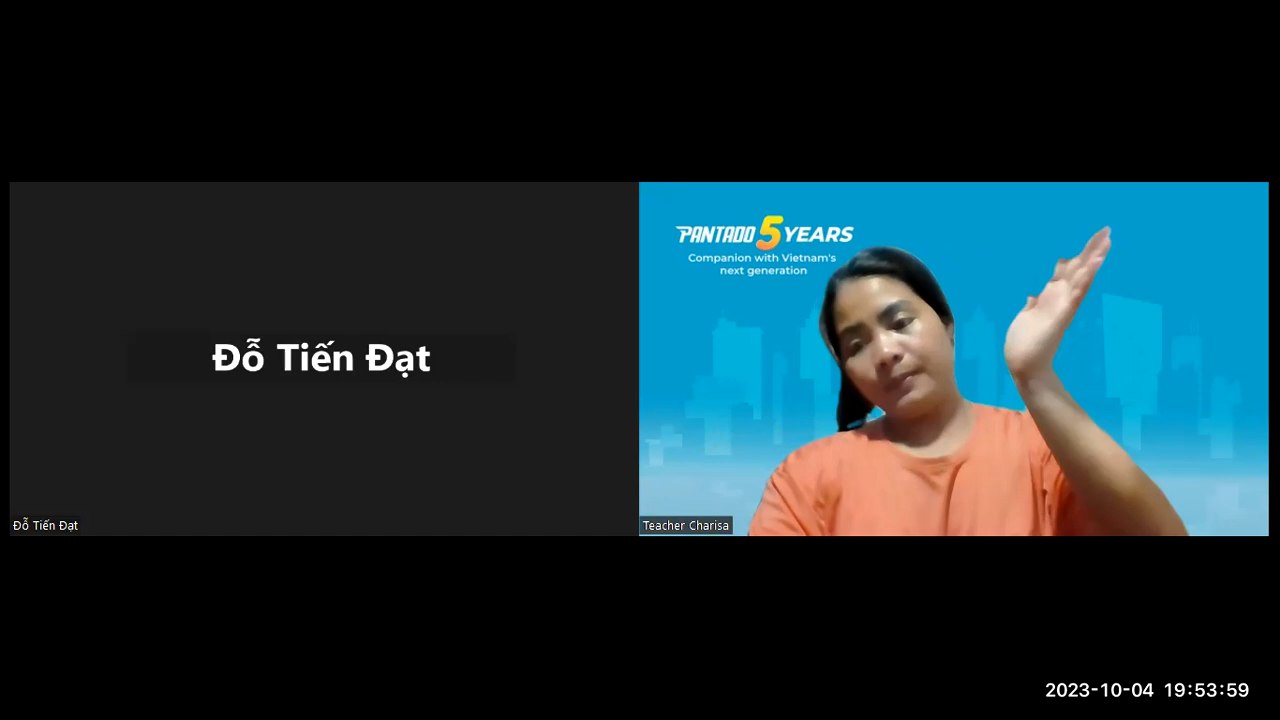 PANTADO 5 YEARS
Companion with Vietnam's
next generation
Đỗ Tiến Đạt
Đỗ Tiến Đạt
Teacher Charisa
2023-10-04 19:53:59